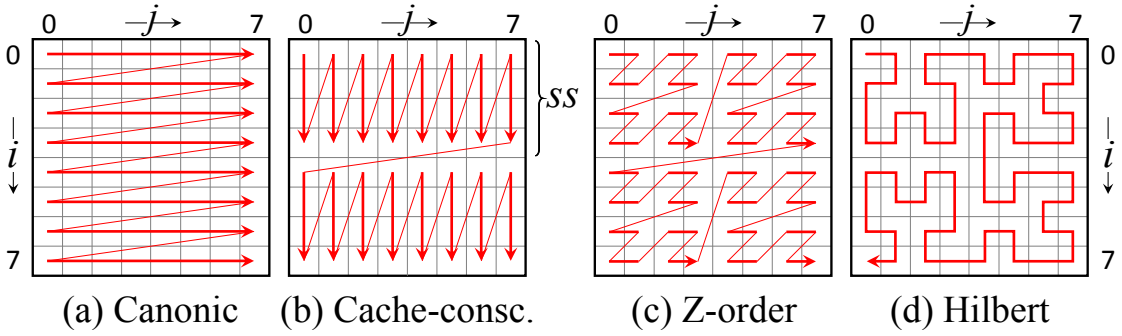 0 –j→ 7 0 –j→ 7 0 –j→ 7 0 –j→ 7
0 ss 0
i i
7 7
(a) Canonic (b) Cache-consc. (c) Z-order (d) Hilbert